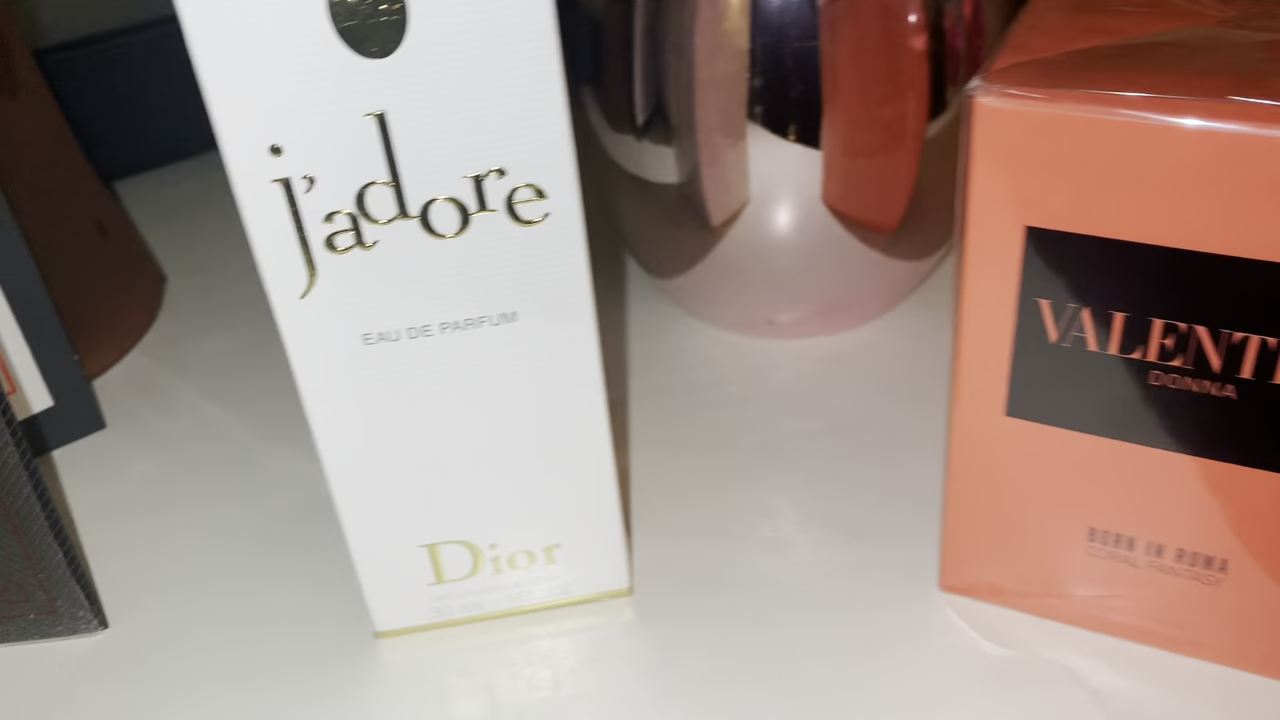 j'adore
EAU DE PARFUM
Dior
VALENT
DONNA
BORN IN ROMA
CORAL FANTASY